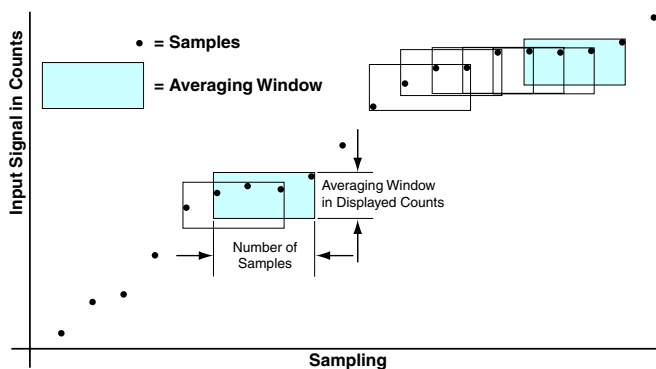 = Samples
= Averaging Window
Input Signal in Counts
Averaging Window
in Displayed Counts
Number of
Samples
Sampling